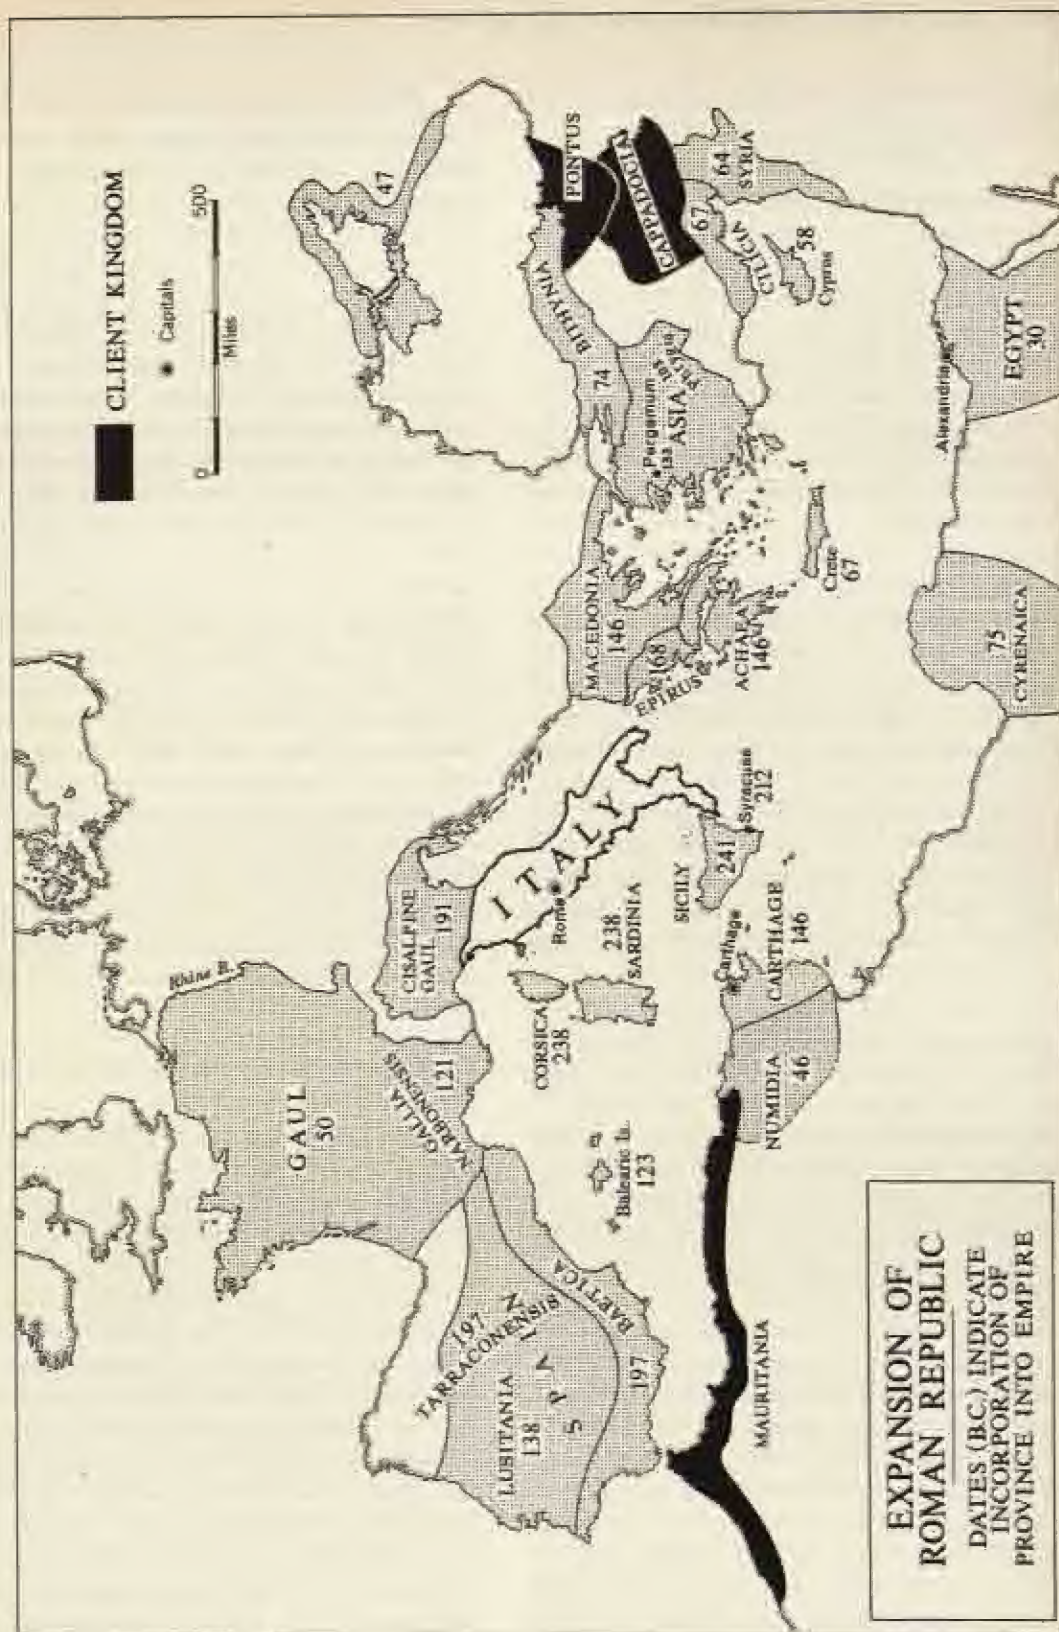 EXPANSION OF
ROMAN REPUBLIC
DATES (B.C.) INDICATE
INCORPORATION OF
PROVINCE INTO EMPIRE
CLIENT KINGDOM
Capitals
0 500
Miles
GAUL
50
Rhine R.
GALLIA
NARBONENSIS
121
CISALPINE
GAUL
191
ITALY
Rome
CORSICA
238
238
SARDINIA
SICILY
241
Syracuse
212
Balearic Is.
123
197
TARRACONENSIS
LUSITANIA
138
SPAIN
BAETICA
197
MAURITANIA
NUMIDIA
46
Carthage
CARTHAGE
146
MACEDONIA
146
168
EPIRUS
ACHAEA
146
Crete
67
CYRENAICA
75
Alexandria
EGYPT
30
47
BITHYNIA
74
PONTUS
CAPPADOCIA
Pergamum
133
ASIA
Phrygia
CILICIA
67
64
SYRIA
58
Cyprus